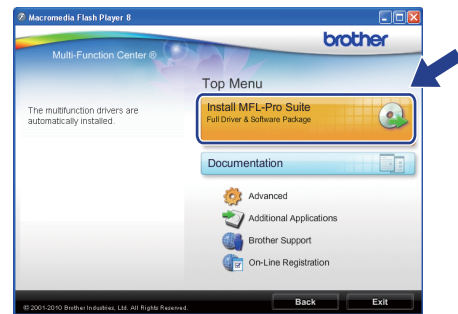 Macromedia Flash Player 8
brother
Multi-Function Center ®
Top Menu
The multifunction drivers are
automatically installed.
Install MFL-Pro Suite
Full Driver & Software Package
Documentation
Advanced
Additional Applications
Brother Support
On-Line Registration
© 2001-2010 Brother Industries, Ltd. All Rights Reserved.
Back
Exit